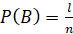 P(B) = l/n